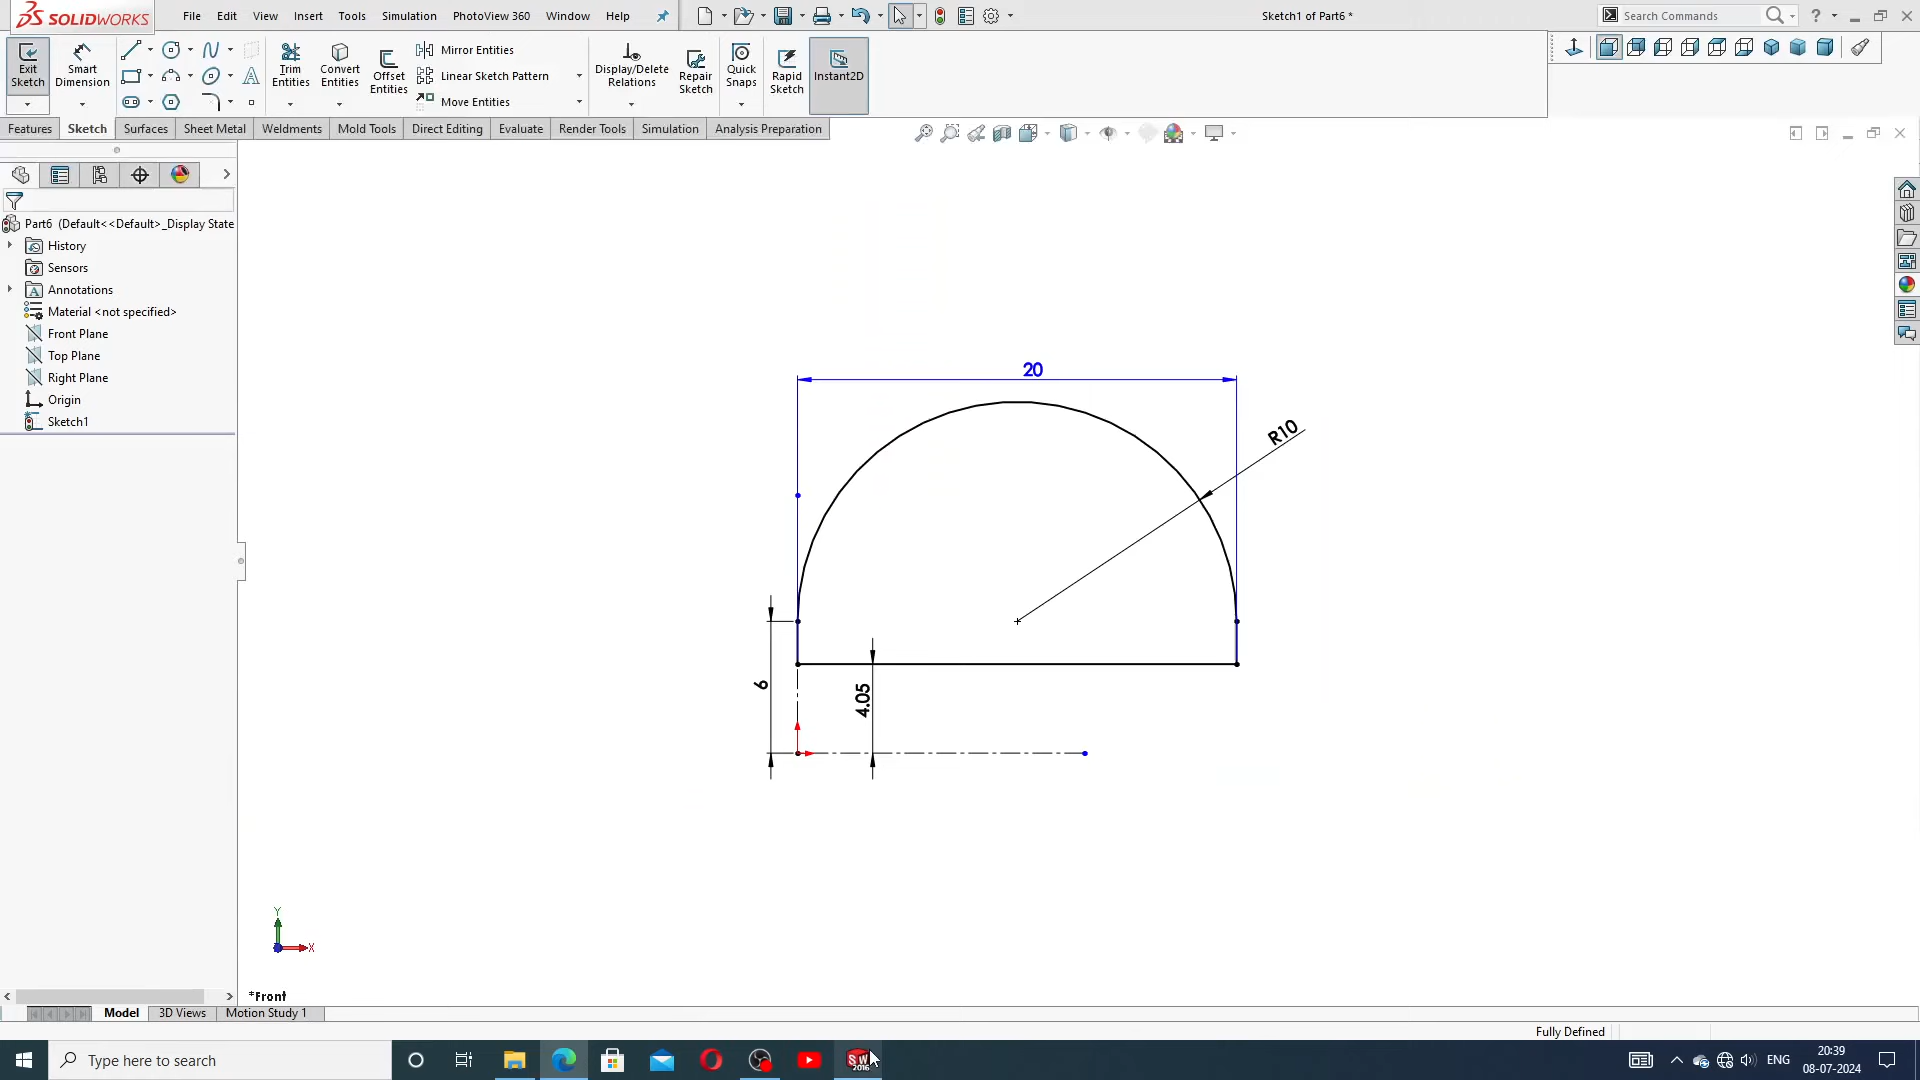 SOLIDWORKS
File Edit View Insert Tools Simulation PhotoView 360 Window Help
Sketch1 of Part6 *
Search Commands
Exit Sketch
Smart Dimension
Trim Entities
Convert Entities
Offset Entities
Mirror Entities
Linear Sketch Pattern
Move Entities
Display/Delete Relations
Repair Sketch
Quick Snaps
Rapid Sketch
Instant2D
Features Sketch Surfaces Sheet Metal Weldments Mold Tools Direct Editing Evaluate Render Tools Simulation Analysis Preparation
Part6 (Default<<Default>_Display State
History
Sensors
Annotations
Material <not specified>
Front Plane
Top Plane
Right Plane
Origin
Sketch1
20
R10
6
4.05
Y
X
*Front
Model 3D Views Motion Study 1
Fully Defined
Type here to search
SW
2016
ENG
20:39
08-07-2024